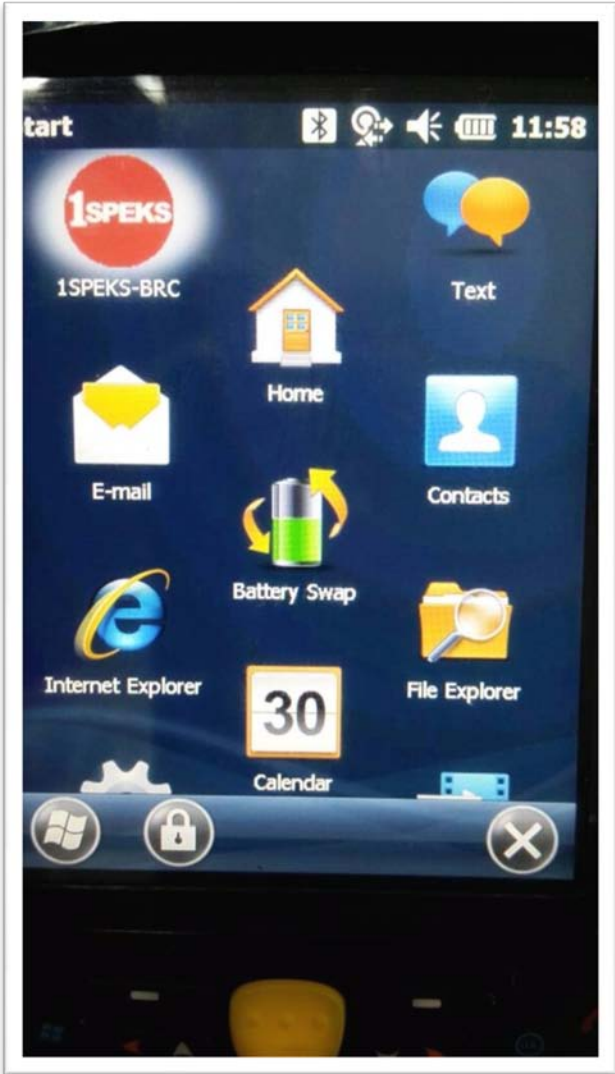 tart
11:58
1SPEKS
1SPEKS-BRC
Text
Home
E-mail
Contacts
Battery Swap
Internet Explorer
File Explorer
30
Calendar